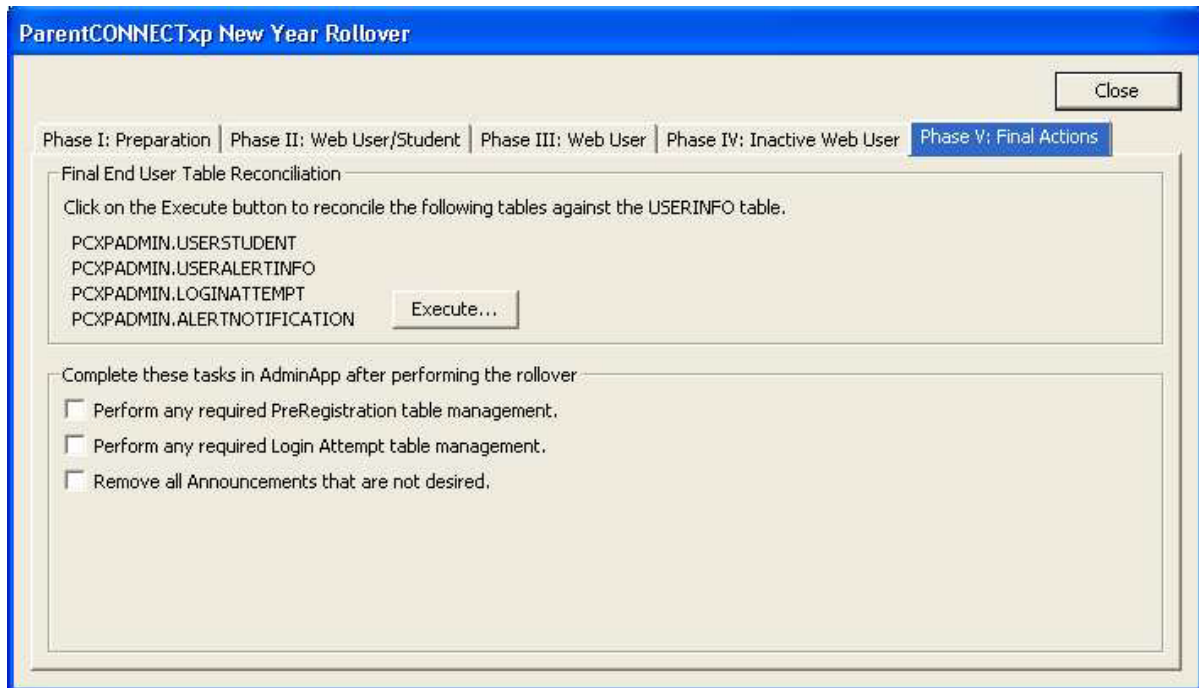 ParentCONNECTxp New Year Rollover
Close
Phase I: Preparation Phase II: Web User/Student Phase III: Web User Phase IV: Inactive Web User Phase V: Final Actions
Final End User Table Reconciliation
Click on the Execute button to reconcile the following tables against the USERINFO table.
PCXPADMIN.USERSTUDENT
PCXPADMIN.USERALERTINFO
PCXPADMIN.LOGINATTEMPT
PCXPADMIN.ALERTNOTIFICATION
Execute...
Complete these tasks in AdminApp after performing the rollover
Perform any required PreRegistration table management.
Perform any required Login Attempt table management.
Remove all Announcements that are not desired.